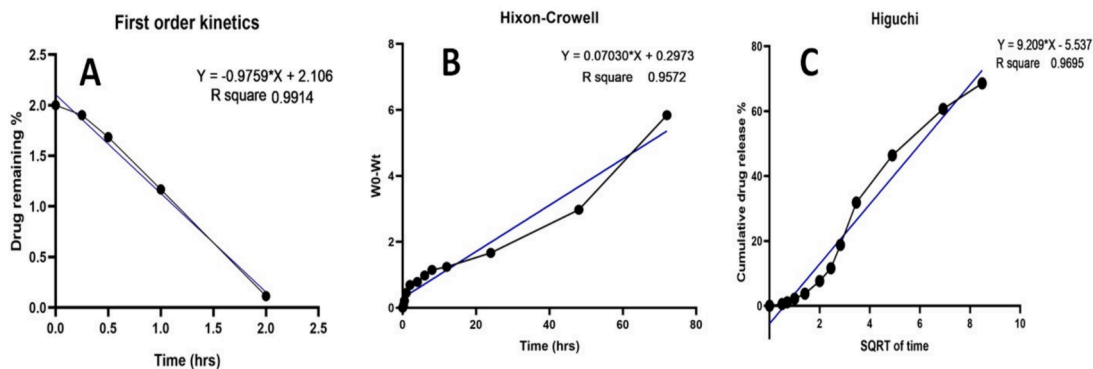 First order kinetics
A
Y = -0.9759*X + 2.106
R square 0.9914
2.5
2.0
1.5
1.0
0.5
0.0
0.0 0.5 1.0 1.5 2.0 2.5
Drug remaining %
Time (hrs)
Hixon-Crowell
B
Y = 0.07030*X + 0.2973
R square 0.9572
8
6
4
2
0
0 20 40 60 80
W0-Wt
Time (hrs)
Higuchi
C
Y = 9.209*X - 5.537
R square 0.9695
80
60
40
20
0
2 4 6 8 10
Cumulative drug release %
SQRT of time